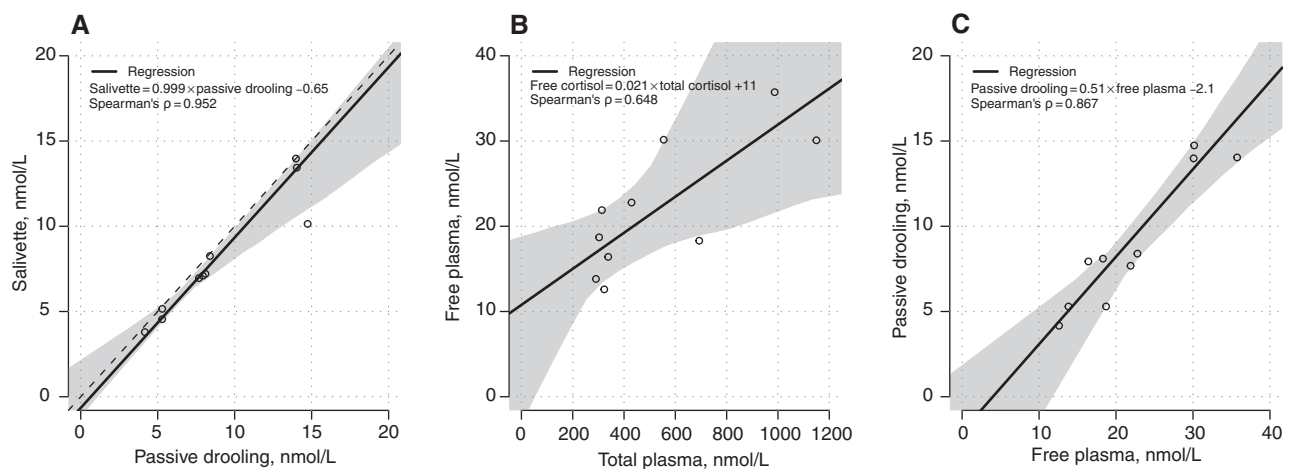 A
20
15
10
5
0
Salivette, nmol/L
Regression
Salivette=0.999×passive drooling −0.65
Spearman's ρ=0.952
0 5 10 15 20
Passive drooling, nmol/L
B
40
30
20
10
0
Free plasma, nmol/L
Regression
Free cortisol=0.021×total cortisol +11
Spearman's ρ=0.648
0 200 400 600 800 1000 1200
Total plasma, nmol/L
C
20
15
10
5
0
Passive drooling, nmol/L
Regression
Passive drooling=0.51×free plasma −2.1
Spearman's ρ=0.867
0 10 20 30 40
Free plasma, nmol/L